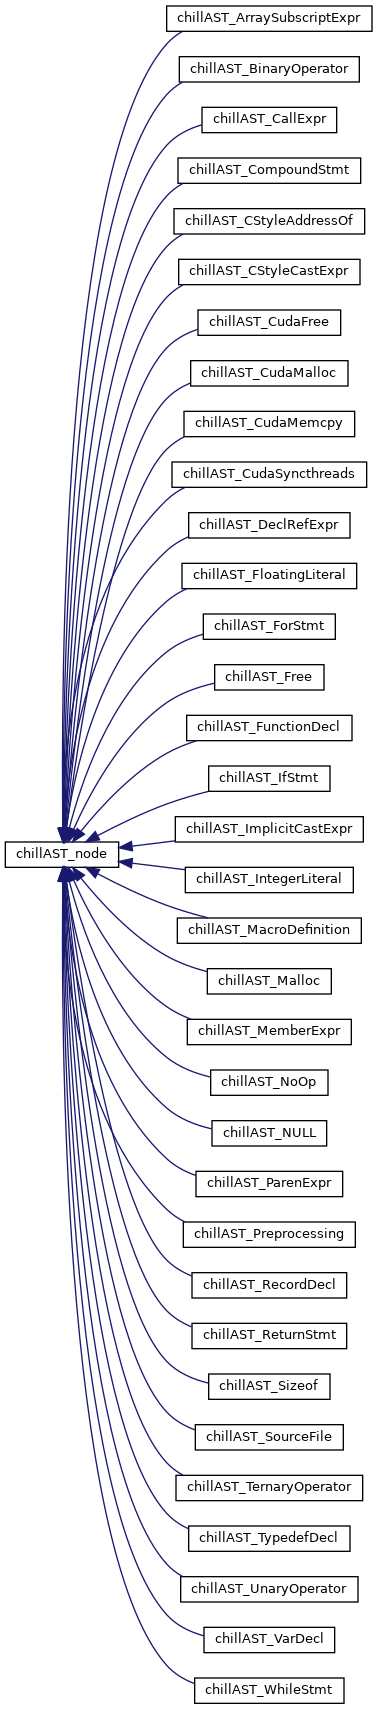 chillAST_ArraySubscriptExpr
chillAST_BinaryOperator
chillAST_CallExpr
chillAST_CompoundStmt
chillAST_CStyleAddressOf
chillAST_CStyleCastExpr
chillAST_CudaFree
chillAST_CudaMalloc
chillAST_CudaMemcpy
chillAST_CudaSyncthreads
chillAST_DeclRefExpr
chillAST_FloatingLiteral
chillAST_ForStmt
chillAST_Free
chillAST_FunctionDecl
chillAST_IfStmt
chillAST_ImplicitCastExpr
chillAST_node
chillAST_IntegerLiteral
chillAST_MacroDefinition
chillAST_Malloc
chillAST_MemberExpr
chillAST_NoOp
chillAST_NULL
chillAST_ParenExpr
chillAST_Preprocessing
chillAST_RecordDecl
chillAST_ReturnStmt
chillAST_Sizeof
chillAST_SourceFile
chillAST_TernaryOperator
chillAST_TypedefDecl
chillAST_UnaryOperator
chillAST_VarDecl
chillAST_WhileStmt